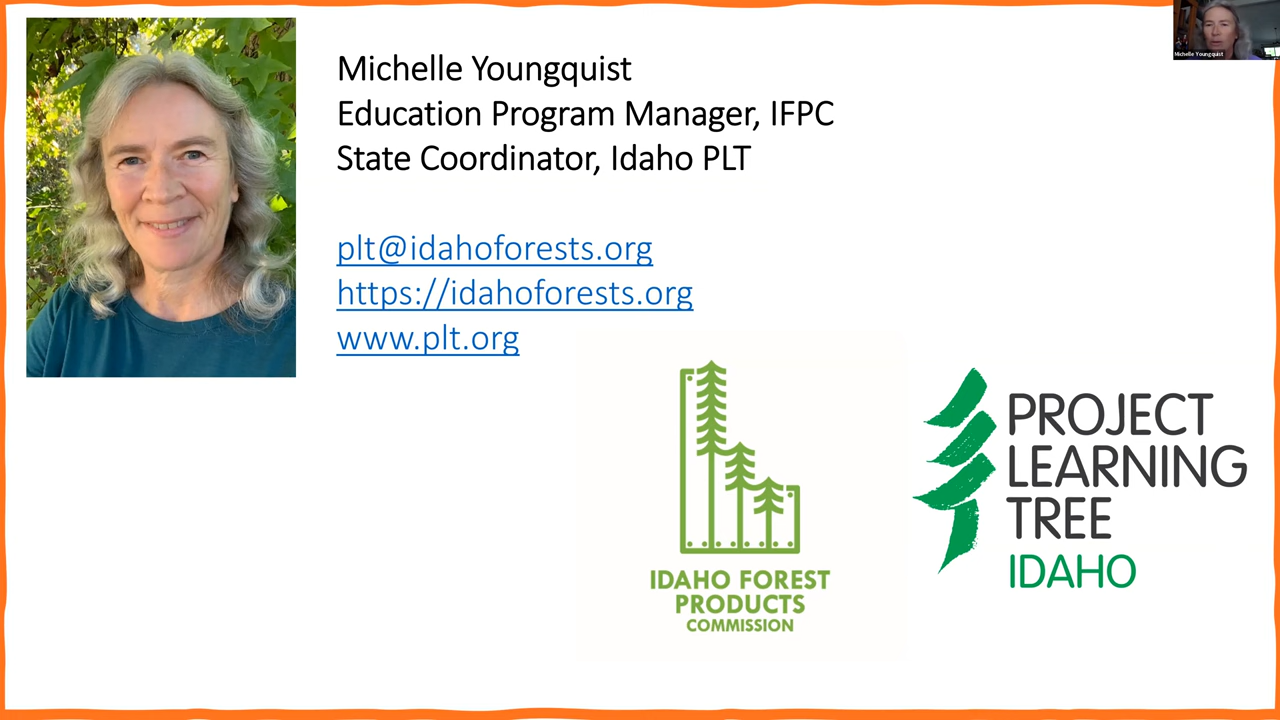 Michelle Youngquist
Michelle Youngquist
Education Program Manager, IFPC
State Coordinator, Idaho PLT
plt@idahoforests.org
https://idahoforests.org
www.plt.org
IDAHO FOREST
PRODUCTS
COMMISSION
PROJECT
LEARNING
TREE
IDAHO